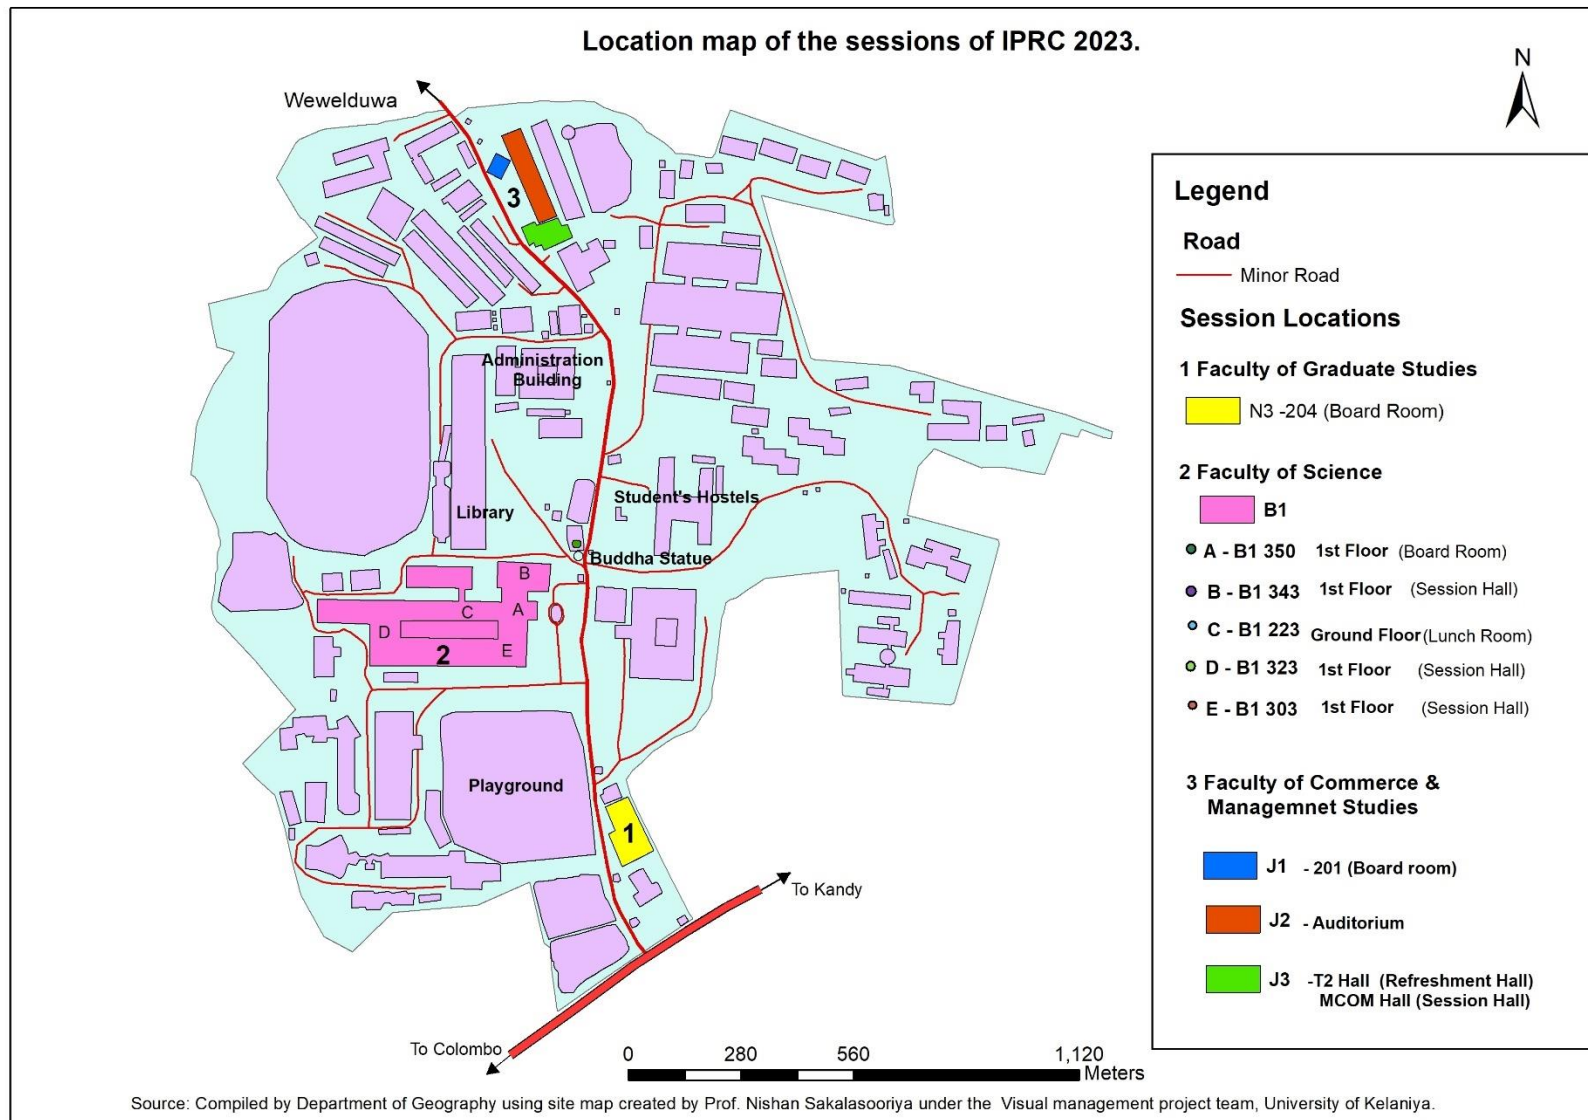 Location map of the sessions of IPRC 2023.
N
Wewelduwa
3
Administration
Building
Library
Student's Hostels
Buddha Statue
B
C
A
D
E
2
Playground
1
To Kandy
To Colombo
0 280 560 1,120
Meters
Legend
Road
Minor Road
Session Locations
1 Faculty of Graduate Studies
N3 -204 (Board Room)
2 Faculty of Science
B1
A - B1 350 1st Floor (Board Room)
B - B1 343 1st Floor (Session Hall)
C - B1 223 Ground Floor (Lunch Room)
D - B1 323 1st Floor (Session Hall)
E - B1 303 1st Floor (Session Hall)
3 Faculty of Commerce &
Managemnet Studies
J1 - 201 (Board room)
J2 - Auditorium
J3 -T2 Hall (Refreshment Hall)
MCOM Hall (Session Hall)
Source: Compiled by Department of Geography using site map created by Prof. Nishan Sakalasooriya under the Visual management project team, University of Kelaniya.